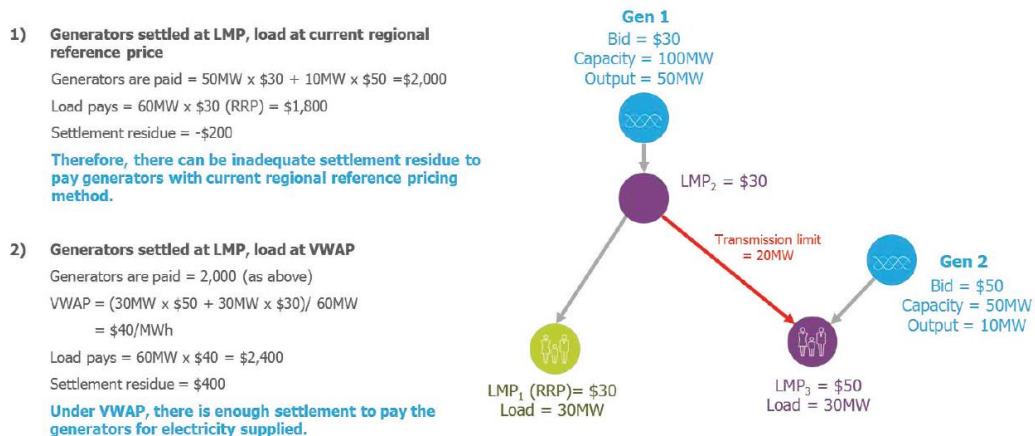 1) Generators settled at LMP, load at current regional
reference price
Generators are paid = 50MW x $30 + 10MW x $50 =$2,000
Load pays = 60MW x $30 (RRP) = $1,800
Settlement residue = -$200
Therefore, there can be inadequate settlement residue to
pay generators with current regional reference pricing
method.
2) Generators settled at LMP, load at VWAP
Generators are paid = 2,000 (as above)
VWAP = (30MW x $50 + 30MW x $30)/ 60MW
= $40/MWh
Load pays = 60MW x $40 = $2,400
Settlement residue = $400
Under VWAP, there is enough settlement to pay the
generators for electricity supplied.
Gen 1
Bid = $30
Capacity = 100MW
Output = 50MW
LMP₂ = $30
Transmission limit
= 20MW
Gen 2
Bid = $50
Capacity = 50MW
Output = 10MW
LMP₁ (RRP)= $30
Load = 30MW
LMP₃ = $50
Load = 30MW